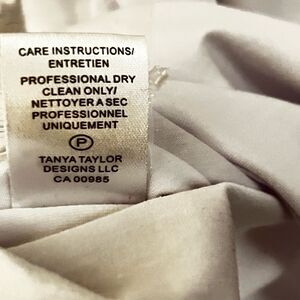 CARE INSTRUCTIONS/
ENTRETIEN
PROFESSIONAL DRY
CLEAN ONLY/
NETTOYER A SEC
PROFESSIONNEL
UNIQUEMENT
P
TANYA TAYLOR
DESIGNS LLC
CA 00985